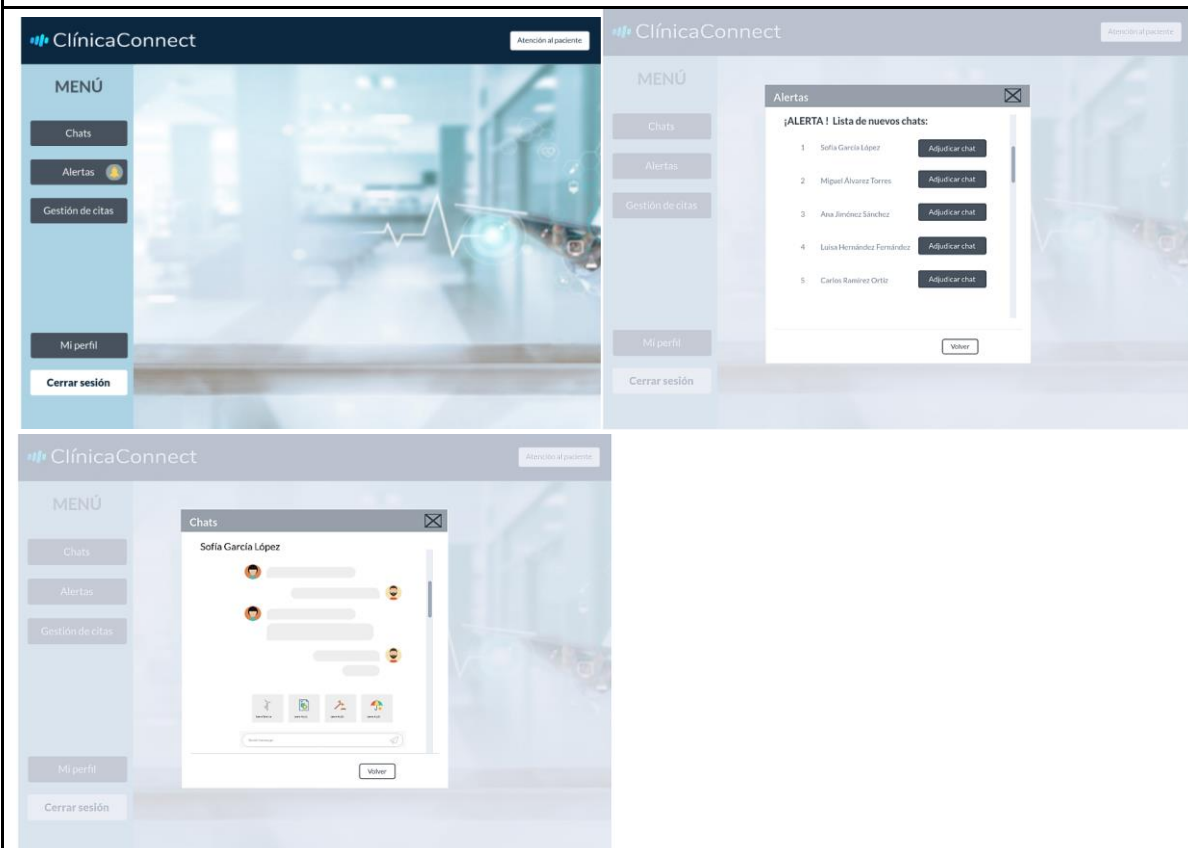 ClínicaConnect
Atención al paciente
MENÚ
Chats
Alertas
Gestión de citas
Mi perfil
Cerrar sesión
ClínicaConnect
Atención al paciente
MENÚ
Chats
Alertas
Gestión de citas
Mi perfil
Cerrar sesión
Alertas
¡ALERTA ! Lista de nuevos chats:
1 Sofía García López Adjudicar chat
2 Miguel Álvarez Torres Adjudicar chat
3 Ana Jiménez Sánchez Adjudicar chat
4 Luisa Hernández Fernández Adjudicar chat
5 Carlos Ramírez Ortiz Adjudicar chat
Volver
ClínicaConnect
Atención al paciente
MENÚ
Chats
Alertas
Gestión de citas
Mi perfil
Cerrar sesión
Chats
Sofía García López
Volver